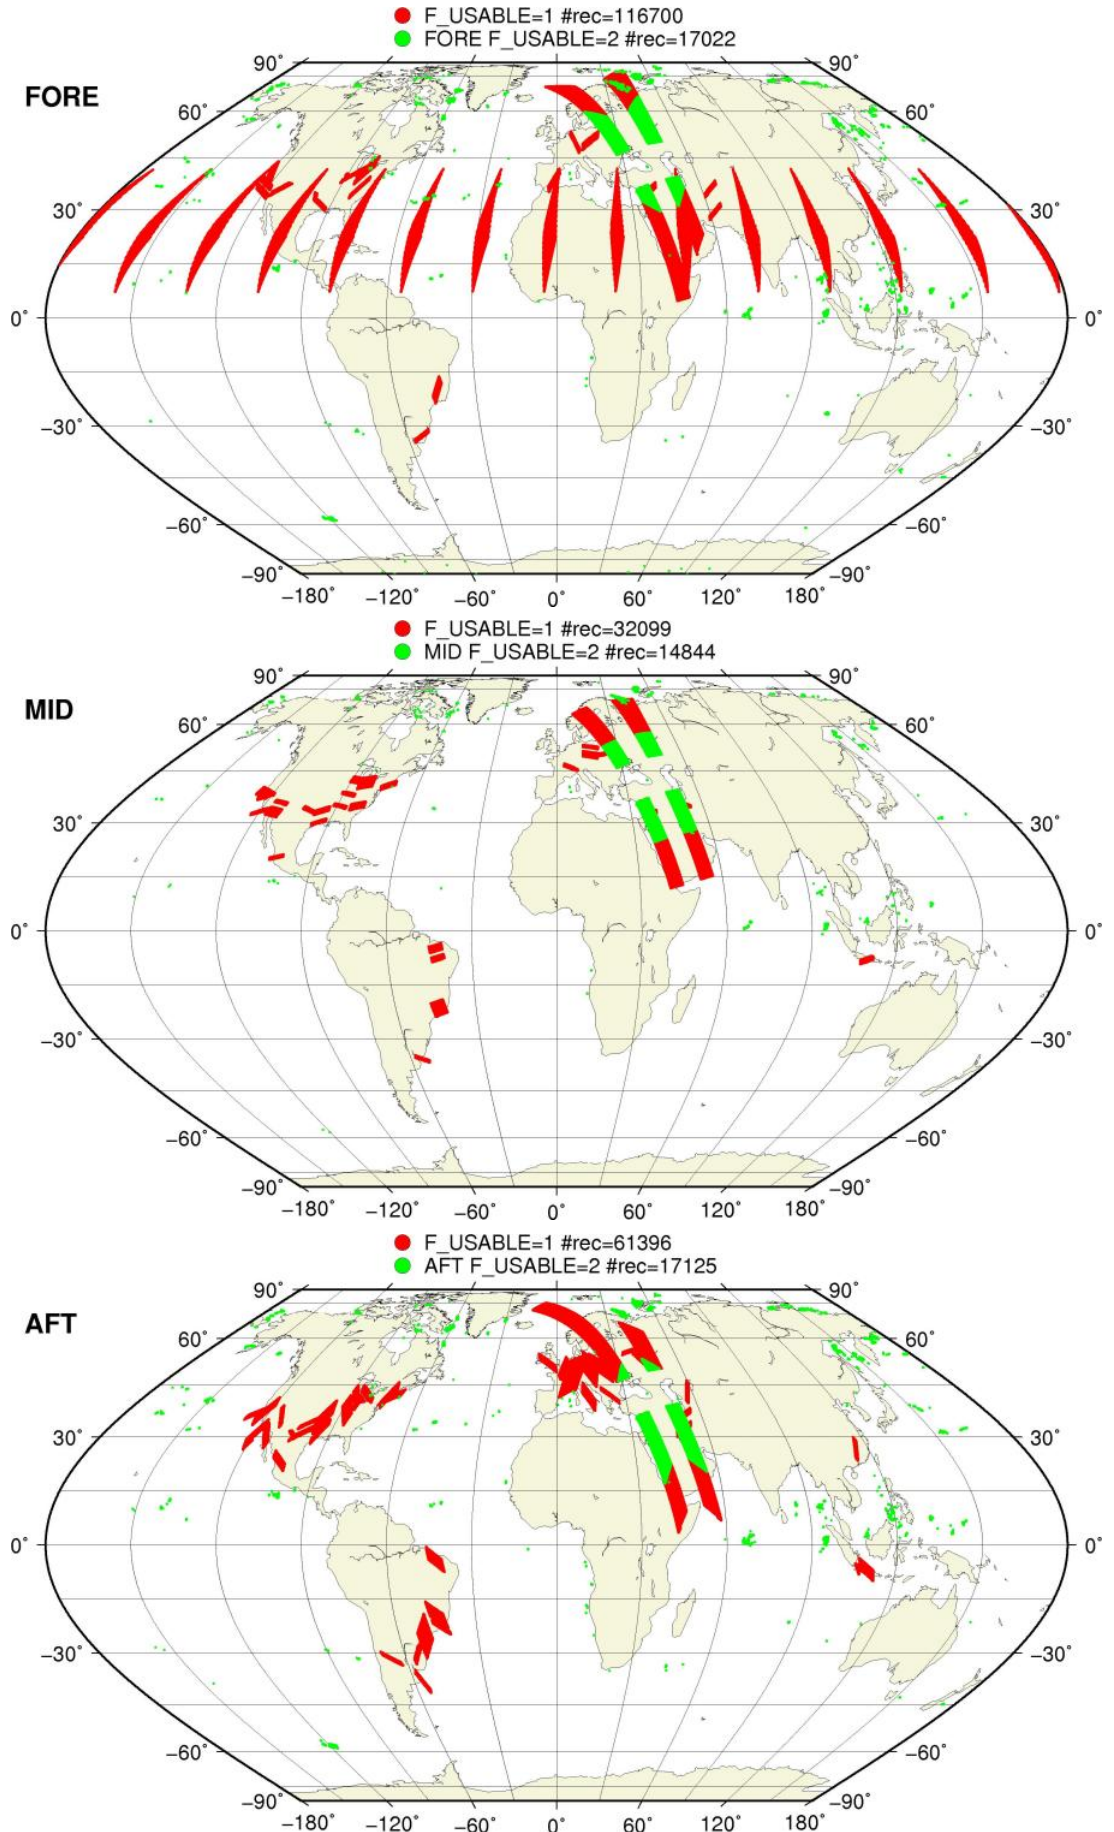 F_USABLE=1 #rec=116700
FORE F_USABLE=2 #rec=17022
FORE
90° 90°
60° 60°
30° 30°
0° 0°
−30° −30°
−60° −60°
−90° −90°
−180° −120° −60° 0° 60° 120° 180°
F_USABLE=1 #rec=32099
MID F_USABLE=2 #rec=14844
MID
90° 90°
60° 60°
30° 30°
0° 0°
−30° −30°
−60° −60°
−90° −90°
−180° −120° −60° 0° 60° 120° 180°
F_USABLE=1 #rec=61396
AFT F_USABLE=2 #rec=17125
AFT
90° 90°
60° 60°
30° 30°
0° 0°
−30° −30°
−60° −60°
−90° −90°
−180° −120° −60° 0° 60° 120° 180°